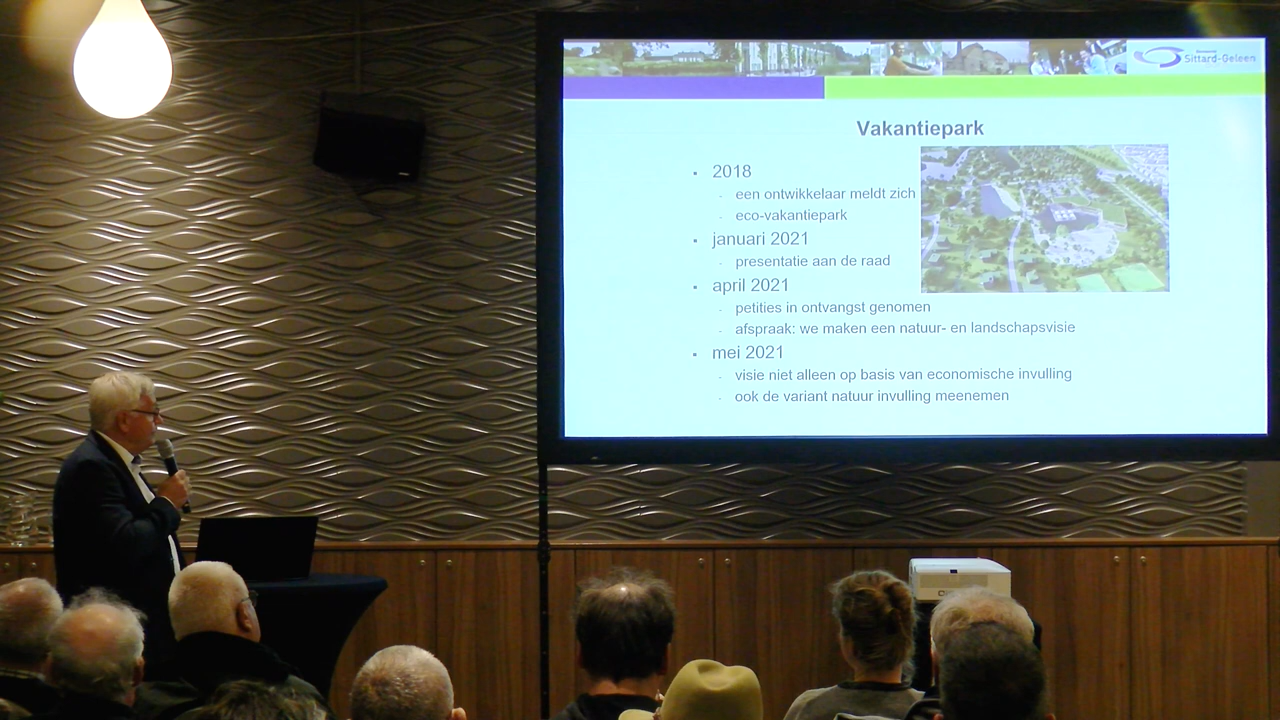 Gemeente
Sittard-Geleen
Vakantiepark
2018
een ontwikkelaar meldt zich
eco-vakantiepark
januari 2021
presentatie aan de raad
april 2021
petities in ontvangst genomen
afspraak: we maken een natuur- en landschapsvisie
mei 2021
visie niet alleen op basis van economische invulling
ook de variant natuur invulling meenemen